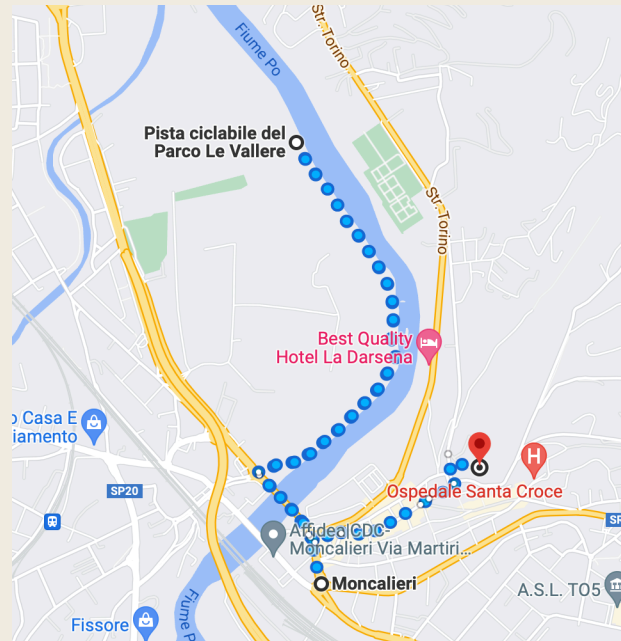 Fiume Po
Str. Torino
Pista ciclabile del
Parco Le Vallere
Str. Torino
Best Quality
Hotel La Darsena
o Casa E
iamento
H
SP20
Ospedale Santa Croce
SP
Affidea|CDC-
Moncalieri Via Martiri...
Moncalieri
A.S.L. TO5
Fissore
Fiume Po